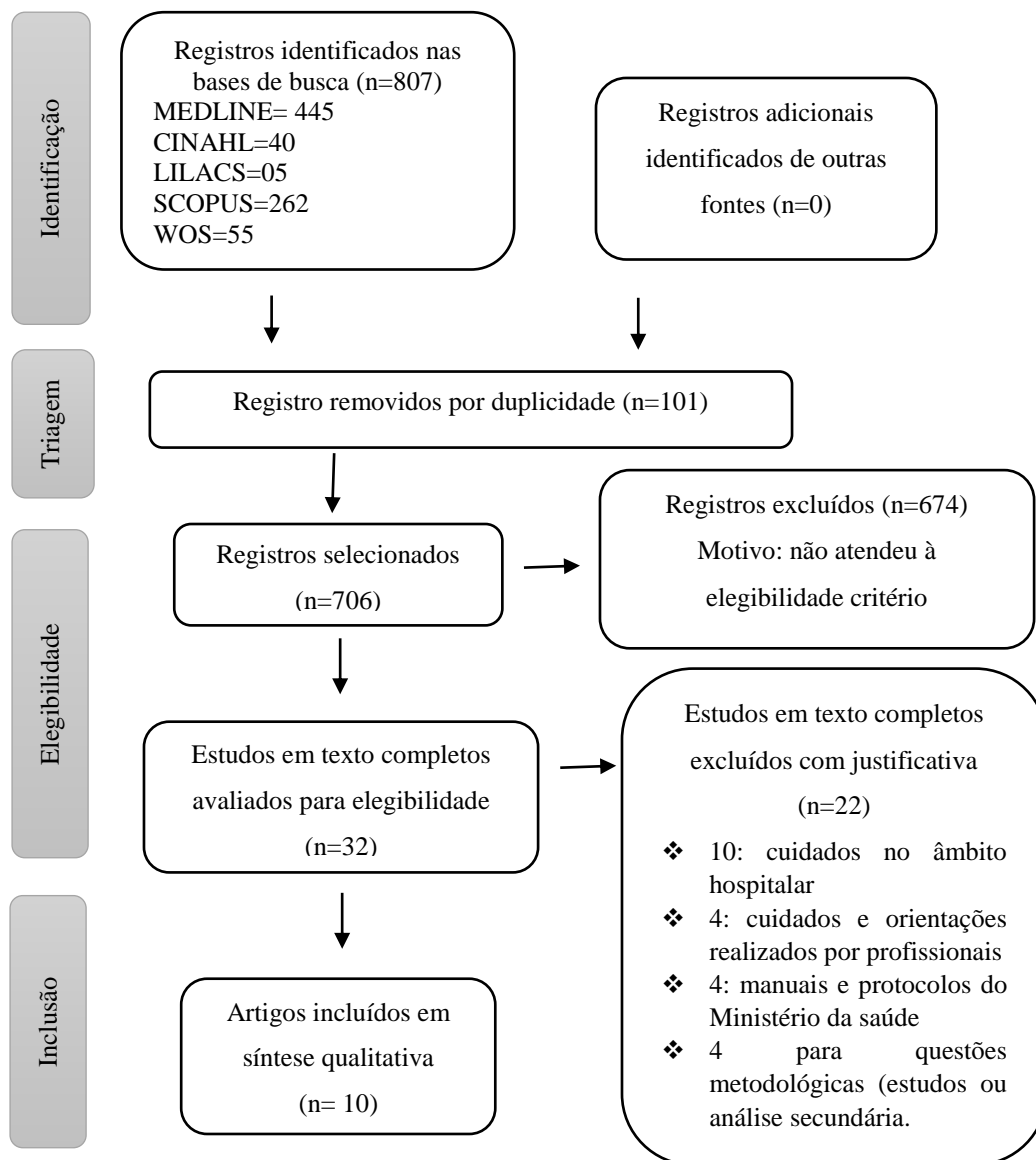 Identificação
Registros identificados nas
bases de busca (n=807)
MEDLINE= 445
CINAHL=40
LILACS=05
SCOPUS=262
WOS=55
Registros adicionais
identificados de outras
fontes (n=0)
Triagem
Registro removidos por duplicidade (n=101)
Elegibilidade
Registros selecionados
(n=706)
Registros excluídos (n=674)
Motivo: não atendeu à
elegibilidade critério
Estudos em texto completos
avaliados para elegibilidade
(n=32)
Estudos em texto completos
excluídos com justificativa
(n=22)
❖ 10: cuidados no âmbito
hospitalar
❖ 4: cuidados e orientações
realizados por profissionais
❖ 4: manuais e protocolos do
Ministério da saúde
❖ 4 para questões
metodológicas (estudos ou
análise secundária.
Inclusão
Artigos incluídos em
síntese qualitativa
(n= 10)